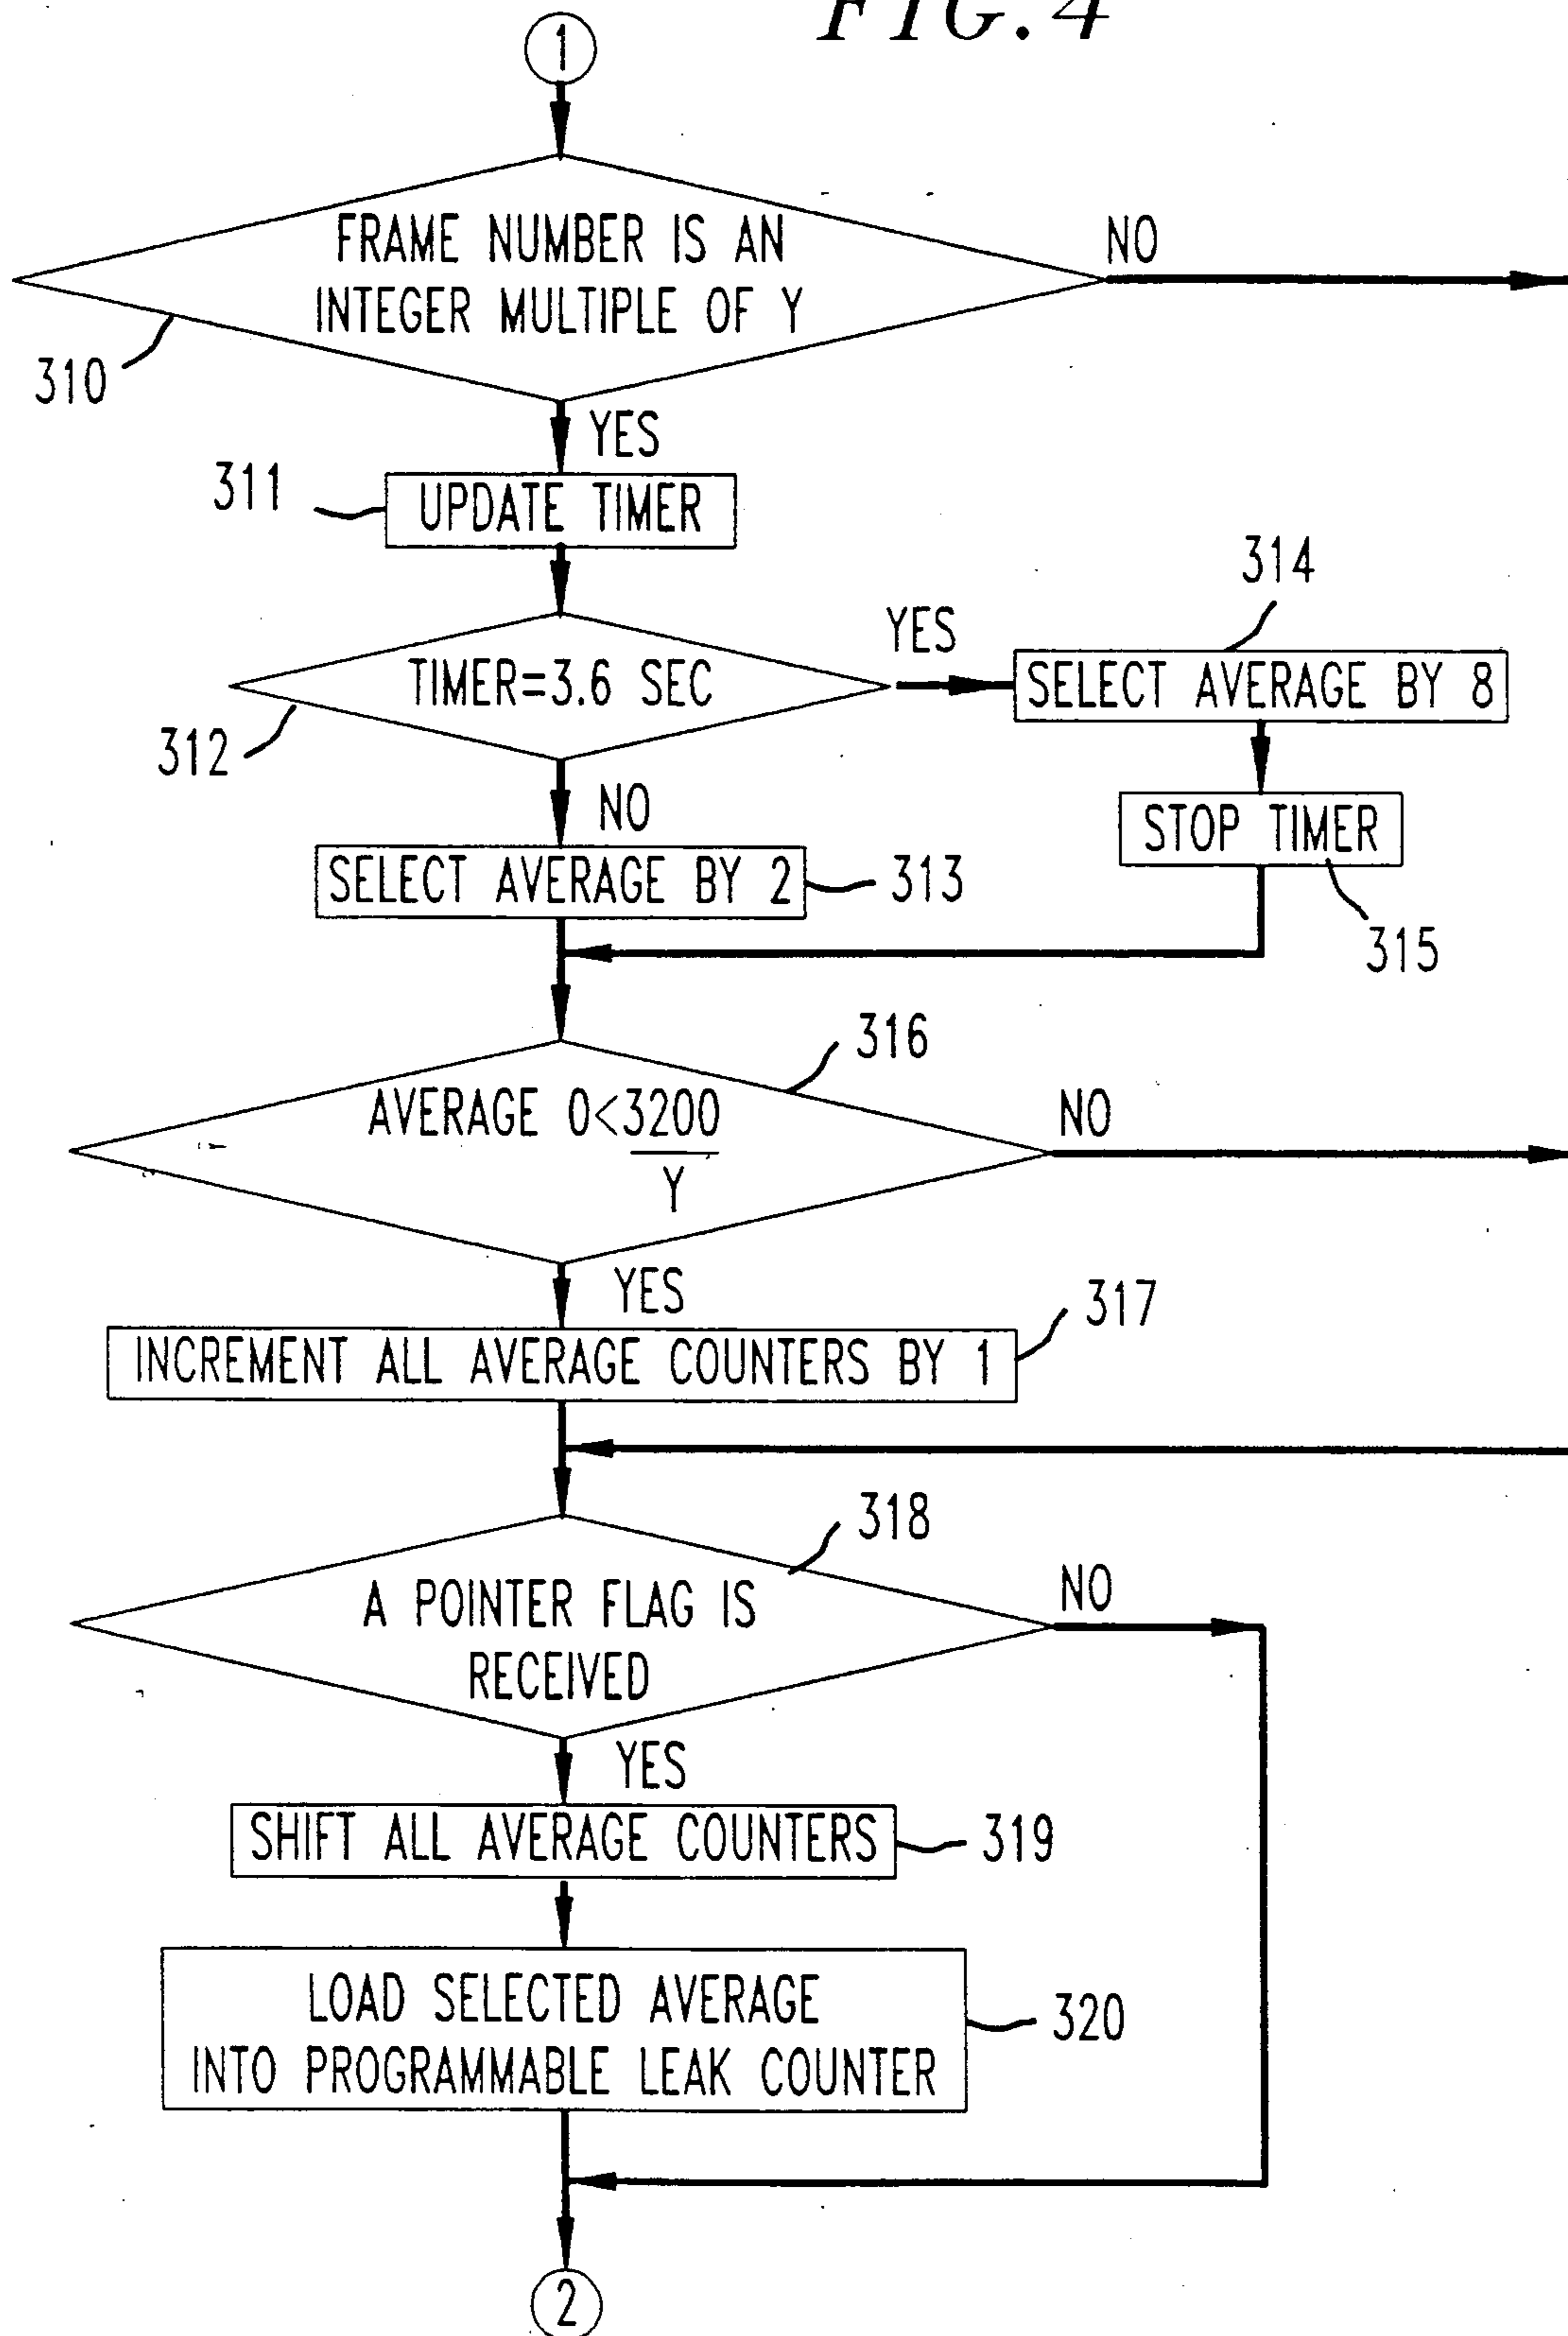 FIG. 4
1
FRAME NUMBER IS AN
INTEGER MULTIPLE OF Y
NO
310
YES
311
UPDATE TIMER
314
TIMER=3.6 SEC
YES
SELECT AVERAGE BY 8
312
NO
STOP TIMER
SELECT AVERAGE BY 2
313
315
316
AVERAGE 0<3200
Y
NO
YES
317
INCREMENT ALL AVERAGE COUNTERS BY 1
318
A POINTER FLAG IS
RECEIVED
NO
YES
SHIFT ALL AVERAGE COUNTERS
319
LOAD SELECTED AVERAGE
INTO PROGRAMMABLE LEAK COUNTER
320
2